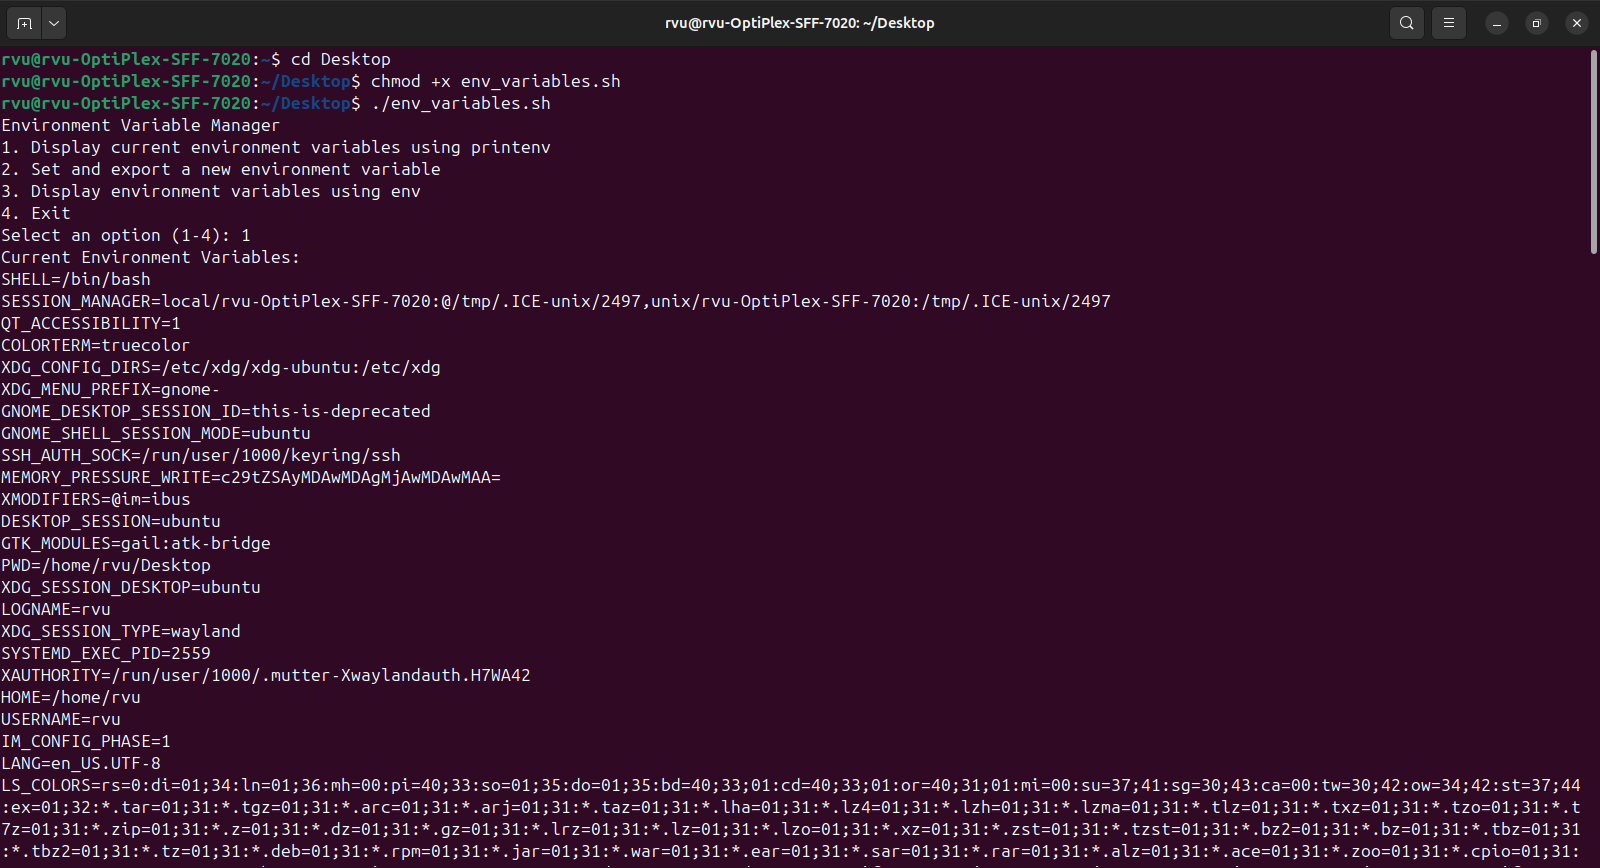 rvu@rvu-OptiPlex-SFF-7020: ~/Desktop
rvu@rvu-OptiPlex-SFF-7020:~$ cd Desktop
rvu@rvu-OptiPlex-SFF-7020:~/Desktop$ chmod +x env_variables.sh
rvu@rvu-OptiPlex-SFF-7020:~/Desktop$ ./env_variables.sh
Environment Variable Manager
1. Display current environment variables using printenv
2. Set and export a new environment variable
3. Display environment variables using env
4. Exit
Select an option (1-4): 1
Current Environment Variables:
SHELL=/bin/bash
SESSION_MANAGER=local/rvu-OptiPlex-SFF-7020:@/tmp/.ICE-unix/2497,unix/rvu-OptiPlex-SFF-7020:/tmp/.ICE-unix/2497
QT_ACCESSIBILITY=1
COLORTERM=truecolor
XDG_CONFIG_DIRS=/etc/xdg/xdg-ubuntu:/etc/xdg
XDG_MENU_PREFIX=gnome-
GNOME_DESKTOP_SESSION_ID=this-is-deprecated
GNOME_SHELL_SESSION_MODE=ubuntu
SSH_AUTH_SOCK=/run/user/1000/keyring/ssh
MEMORY_PRESSURE_WRITE=c29tZSAyMDAwMDAgMjAwMDAwMAA=
XMODIFIERS=@im=ibus
DESKTOP_SESSION=ubuntu
GTK_MODULES=gail:atk-bridge
PWD=/home/rvu/Desktop
XDG_SESSION_DESKTOP=ubuntu
LOGNAME=rvu
XDG_SESSION_TYPE=wayland
SYSTEMD_EXEC_PID=2559
XAUTHORITY=/run/user/1000/.mutter-Xwaylandauth.H7WA42
HOME=/home/rvu
USERNAME=rvu
IM_CONFIG_PHASE=1
LANG=en_US.UTF-8
LS_COLORS=rs=0:di=01;34:ln=01;36:mh=00:pi=40;33:so=01;35:do=01;35:bd=40;33;01:cd=40;33;01:or=40;31;01:mi=00:su=37;41:sg=30;43:ca=00:tw=30;42:ow=34;42:st=37;44
:ex=01;32:*.tar=01;31:*.tgz=01;31:*.arc=01;31:*.arj=01;31:*.taz=01;31:*.lha=01;31:*.lz4=01;31:*.lzh=01;31:*.lzma=01;31:*.tlz=01;31:*.txz=01;31:*.tzo=01;31:*.t
7z=01;31:*.zip=01;31:*.z=01;31:*.dz=01;31:*.gz=01;31:*.lrz=01;31:*.lz=01;31:*.lzo=01;31:*.xz=01;31:*.zst=01;31:*.tzst=01;31:*.bz2=01;31:*.bz=01;31:*.tbz=01;31
:*.tbz2=01;31:*.tz=01;31:*.deb=01;31:*.rpm=01;31:*.jar=01;31:*.war=01;31:*.ear=01;31:*.sar=01;31:*.rar=01;31:*.alz=01;31:*.ace=01;31:*.zoo=01;31:*.cpio=01;31: